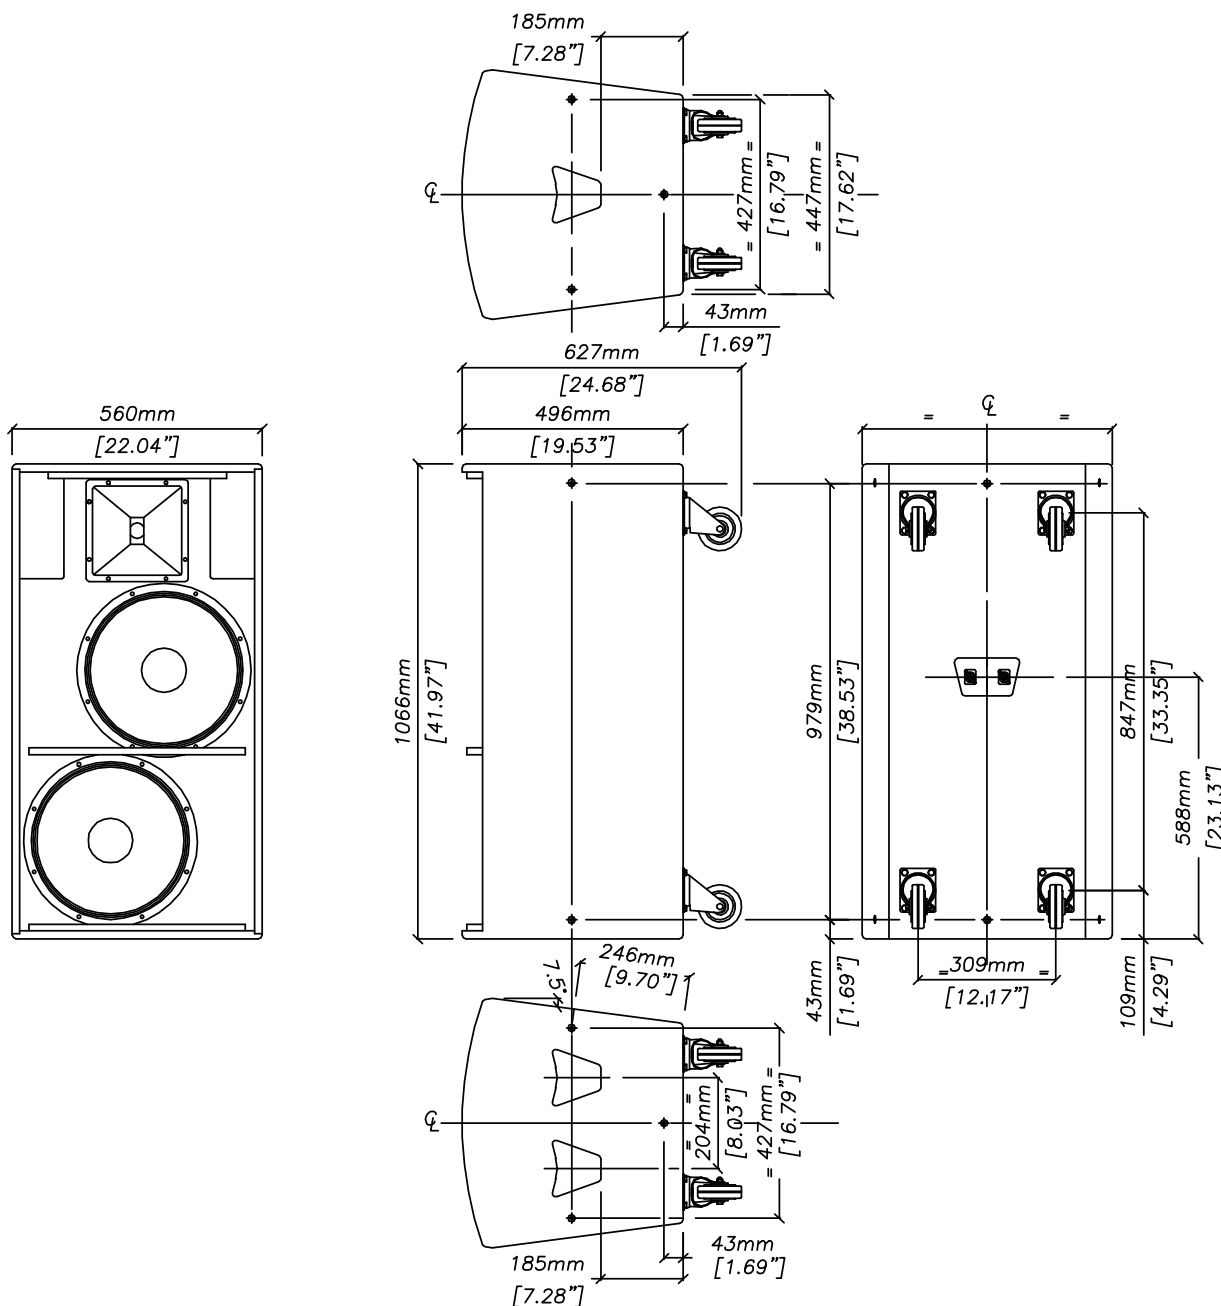 185mm
[7.28”]
℄
= 427mm =
[16.79”]
= 447mm =
[17.62”]
43mm
[1.69”]
627mm
[24.68”]
560mm
[22.04”]
496mm
[19.53”]
= ℄ =
1066mm
[41.97”]
979mm
[38.53”]
847mm
[33.35”]
588mm
[23.13”]
43mm
[1.69”]
=309mm =
[12.17”]
109mm
[4.29”]
7.5°
246mm
[9.70”]
℄
= 204mm =
[8.03”]
= 427mm =
[16.79”]
43mm
[1.69”]
185mm
[7.28”]